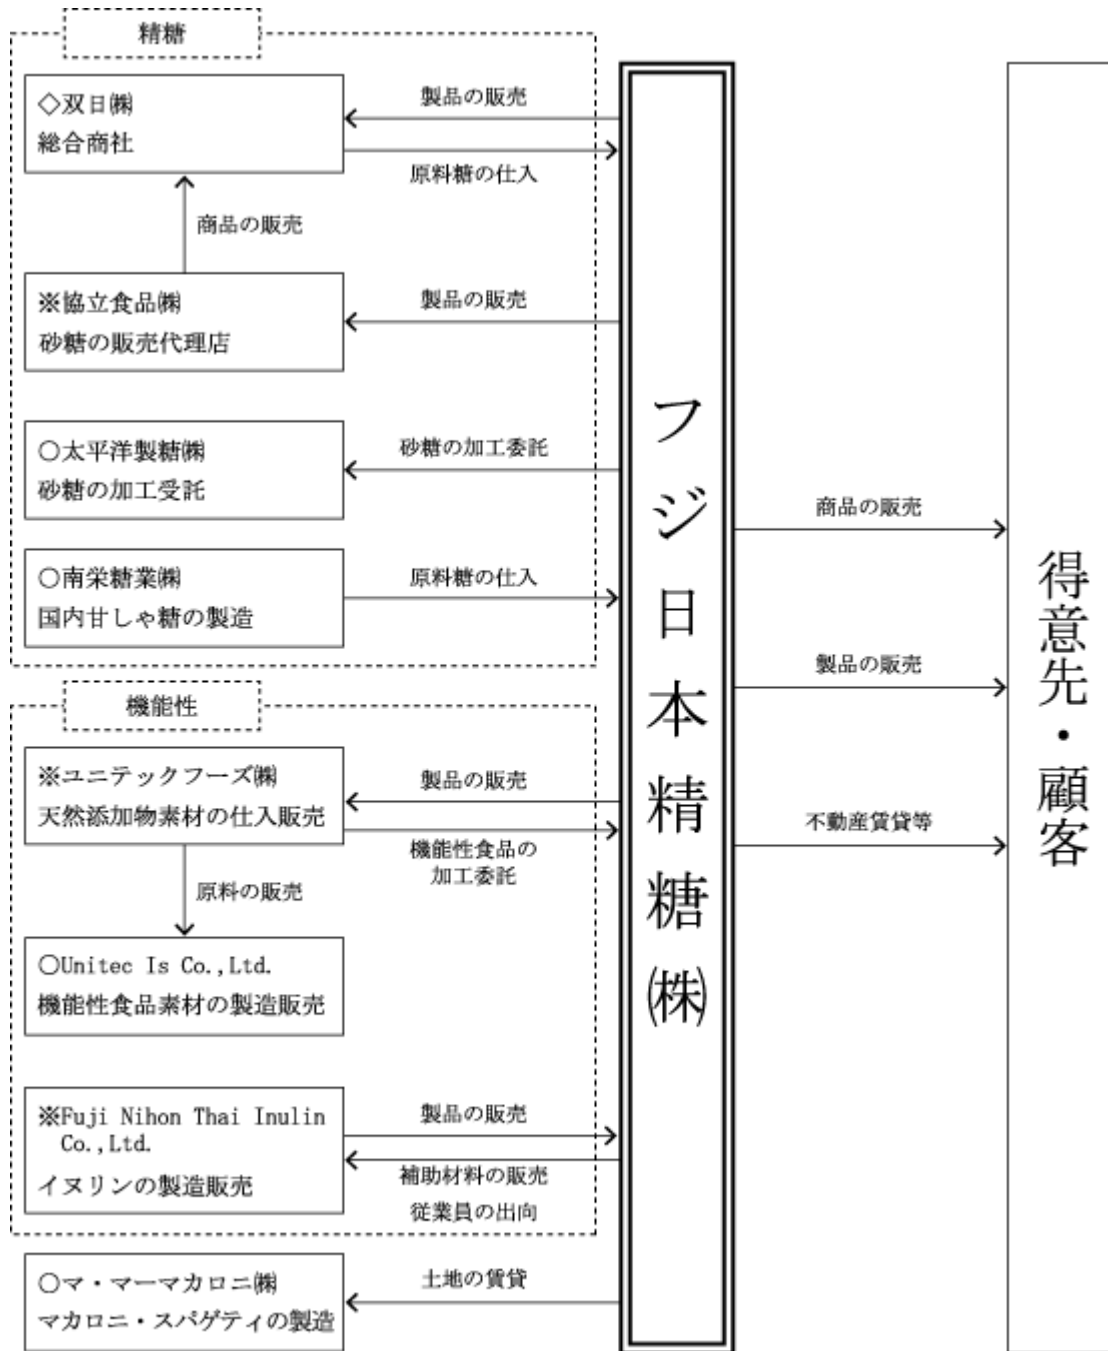 精糖
◇双日㈱
総合商社
製品の販売
原料糖の仕入
商品の販売
※協立食品㈱
砂糖の販売代理店
製品の販売
○太平洋製糖㈱
砂糖の加工受託
砂糖の加工委託
○南栄糖業㈱
国内甘しゃ糖の製造
原料糖の仕入
機能性
※ユニテックフーズ㈱
天然添加物素材の仕入販売
製品の販売
機能性食品の
加工委託
原料の販売
○Unitec Is Co.,Ltd.
機能性食品素材の製造販売
※Fuji Nihon Thai Inulin
Co.,Ltd.
イヌリンの製造販売
製品の販売
補助材料の販売
従業員の出向
○マ・マーマカロニ㈱
マカロニ・スパゲティの製造
土地の賃貸
フジ日本精糖㈱
商品の販売
製品の販売
不動産賃貸等
得意先・顧客